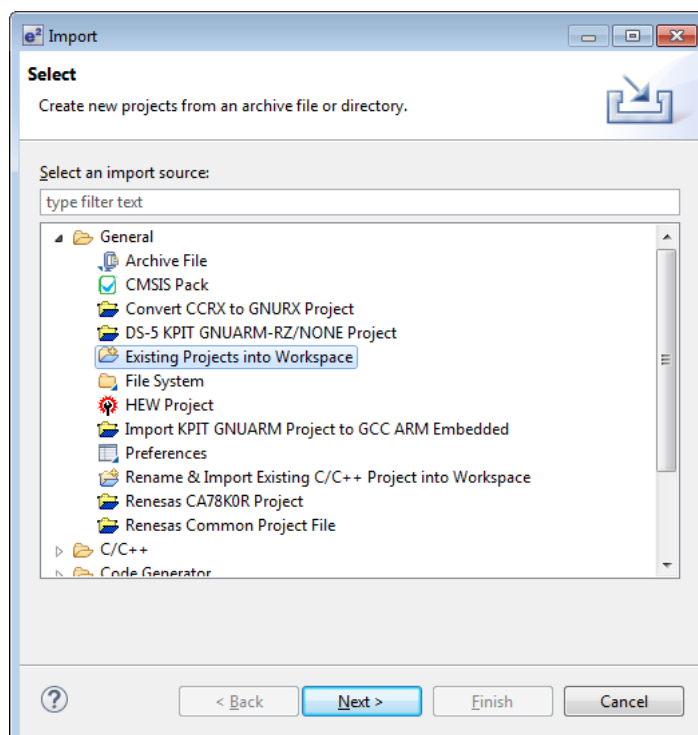 e² Import
Select
Create new projects from an archive file or directory.
Select an import source:
type filter text
General
Archive File
CMSIS Pack
Convert CCRX to GNURX Project
DS-5 KPIT GNUARM-RZ/NONE Project
Existing Projects into Workspace
File System
HEW Project
Import KPIT GNUARM Project to GCC ARM Embedded
Preferences
Rename & Import Existing C/C++ Project into Workspace
Renesas CA78K0R Project
Renesas Common Project File
C/C++
Code Generator
? < Back Next > Finish Cancel